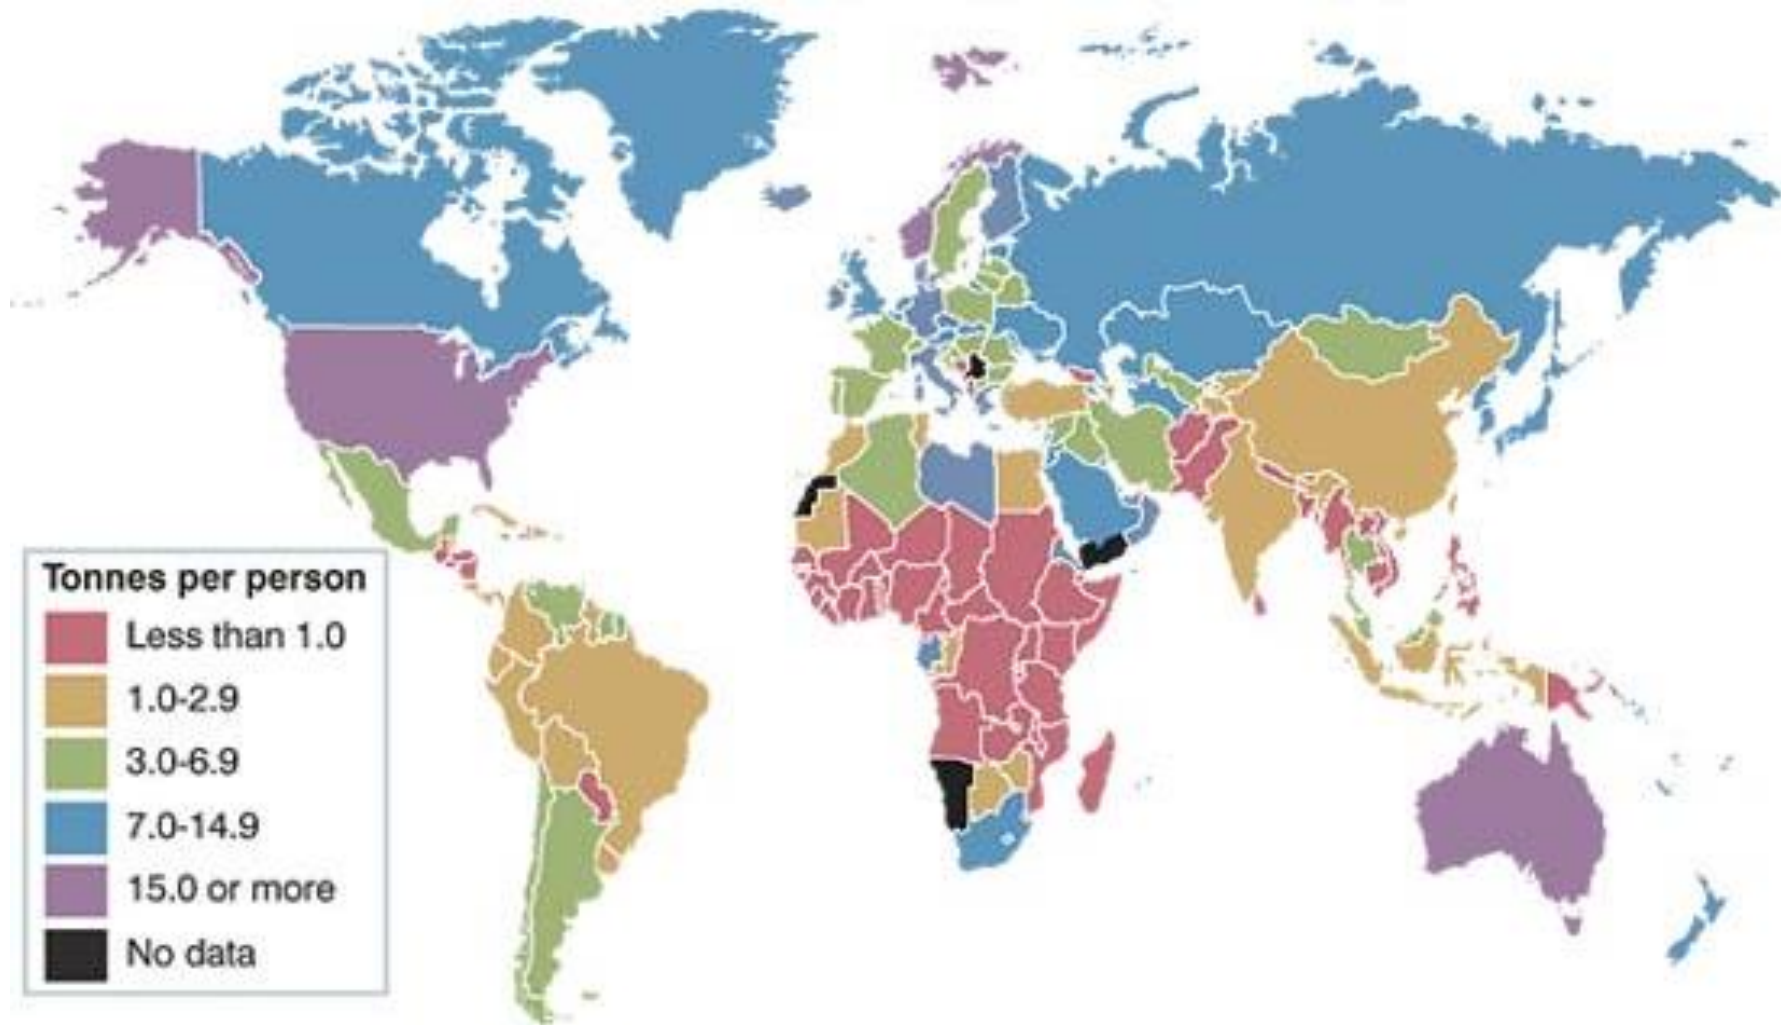 Tonnes per person
Less than 1.0
1.0-2.9
3.0-6.9
7.0-14.9
15.0 or more
No data